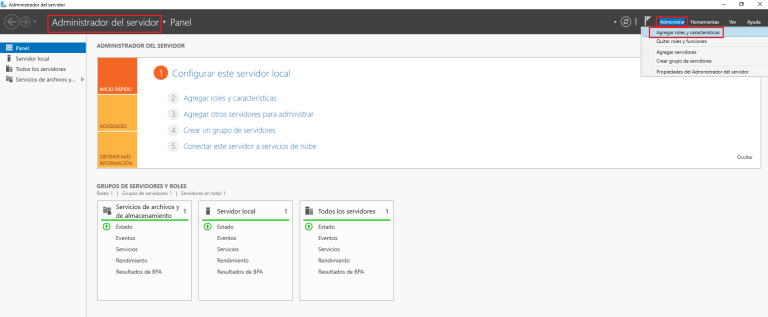 Administrador del servidor
Administrador del servidor • Panel
Administrar Herramientas Ver Ayuda
Agregar roles y características
Quitar roles y funciones
Agregar servidores
Crear grupo de servidores
Propiedades del Administrador del servidor
Panel
Servidor local
Todos los servidores
Servicios de archivos y...
ADMINISTRADOR DEL SERVIDOR
INICIO RÁPIDO
NOVEDADES
OBTENER MÁS
INFORMACIÓN
1 Configurar este servidor local
2 Agregar roles y características
3 Agregar otros servidores para administrar
4 Crear un grupo de servidores
5 Conectar este servidor a servicios de nube
Ocultar
GRUPOS DE SERVIDORES Y ROLES
Roles: 1 | Grupos de servidores: 1 | Servidores en total: 1
Servicios de archivos y
de almacenamiento 1
Estado
Eventos
Servicios
Rendimiento
Resultados de BPA
Servidor local 1
Estado
Eventos
Servicios
Rendimiento
Resultados de BPA
Todos los servidores 1
Estado
Eventos
Servicios
Rendimiento
Resultados de BPA